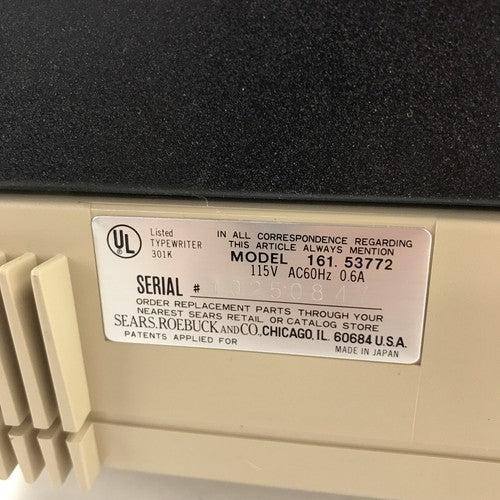 UL ® Listed
TYPEWRITER
301K
IN ALL CORRESPONDENCE REGARDING
THIS ARTICLE ALWAYS MENTION
MODEL 161. 53772
115V AC60Hz 0.6A
SERIAL #
ORDER REPLACEMENT PARTS THROUGH YOUR
NEAREST SEARS RETAIL OR CATALOG STORE
SEARS, ROEBUCK AND CO. CHICAGO, IL. 60684 U.S.A.
PATENTS APPLIED FOR
MADE IN JAPAN